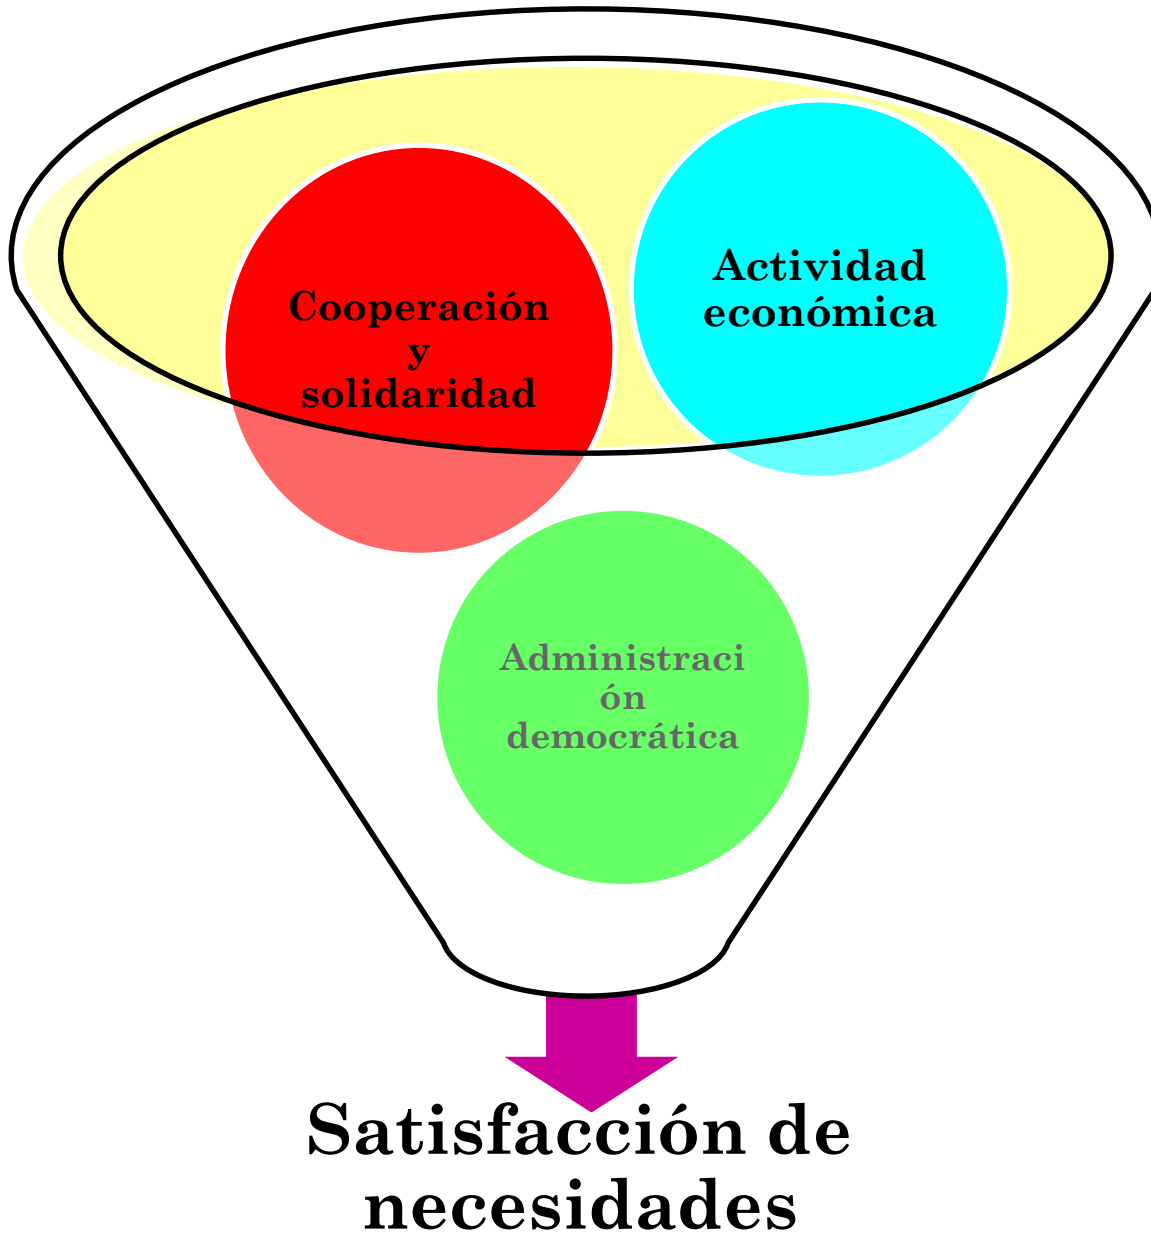 Cooperación
y
solidaridad
Actividad
económica
Administraci
ón
democrática
Satisfacción de
necesidades